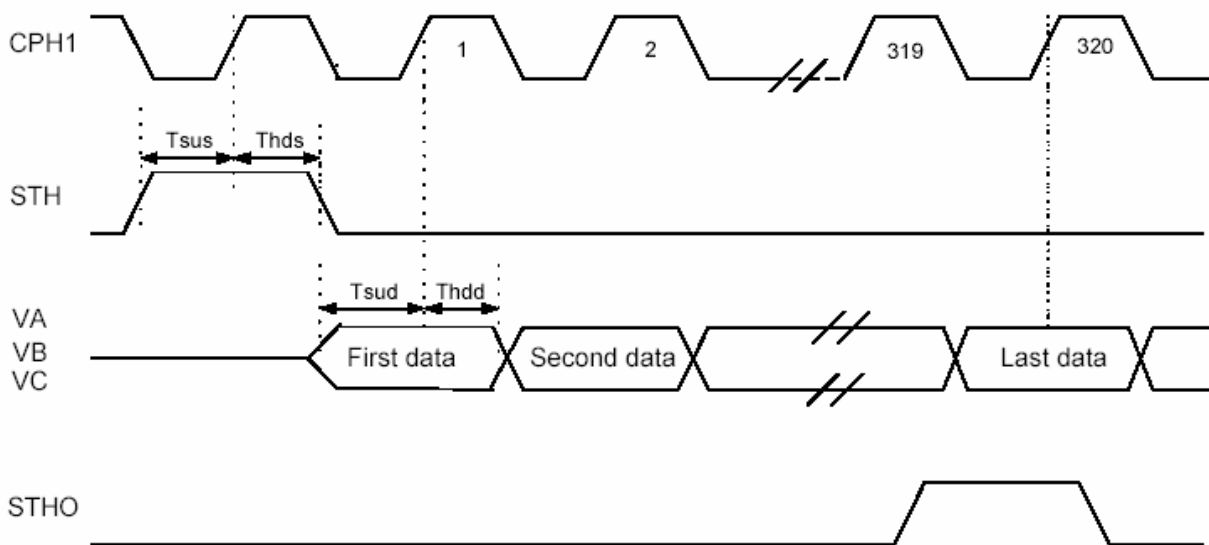 CPH1
1
2
319
320
Tsus
Thds
STH
Tsud
Thdd
VA
VB
VC
First data
Second data
Last data
STHO